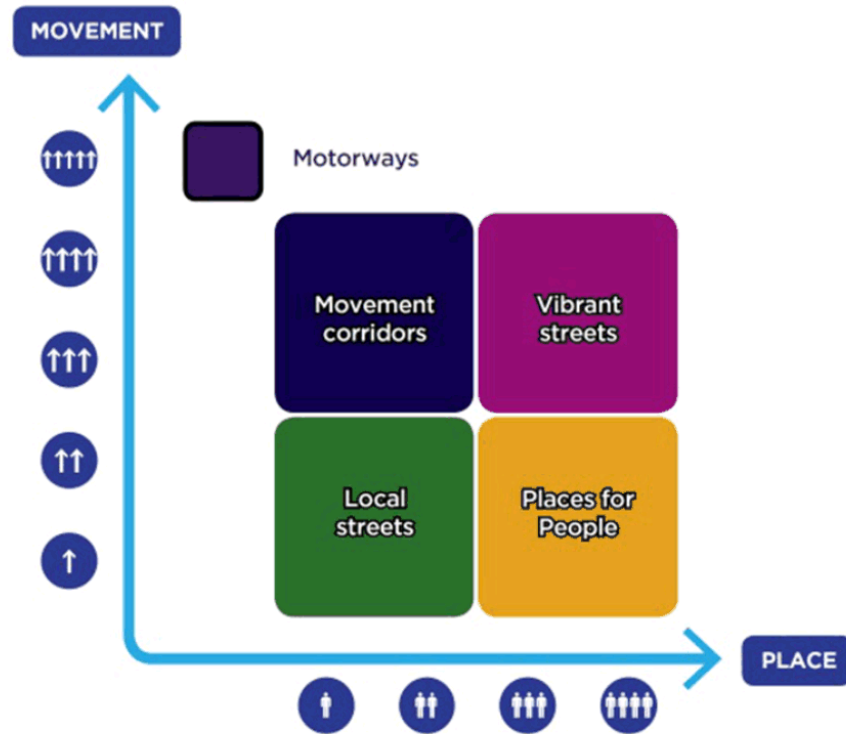 MOVEMENT
Motorways
Movement
corridors
Vibrant
streets
Local
streets
Places for
People
PLACE